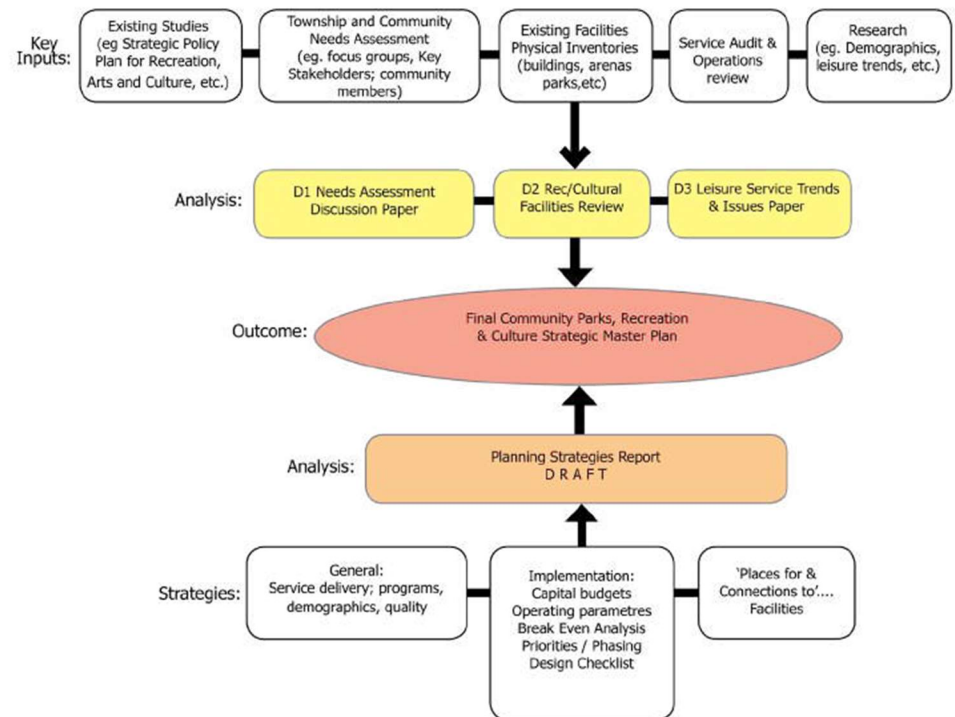 Key
Inputs:
Existing Studies
(eg Strategic Policy
Plan for Recreation,
Arts and Culture, etc.)
Township and Community
Needs Assessment
(eg. focus groups, Key
Stakeholders; community
members)
Existing Facilities
Physical Inventories
(buildings, arenas
parks,etc)
Service Audit &
Operations
review
Research
(eg. Demographics,
leisure trends, etc.)
Analysis:
D1 Needs Assessment
Discussion Paper
D2 Rec/Cultural
Facilities Review
D3 Leisure Service Trends
& Issues Paper
Outcome:
Final Community Parks, Recreation
& Culture Strategic Master Plan
Analysis:
Planning Strategies Report
D R A F T
Strategies:
General:
Service delivery; programs,
demographics, quality
Implementation:
Capital budgets
Operating parametres
Break Even Analysis
Priorities / Phasing
Design Checklist
'Places for &
Connections to'....
Facilities